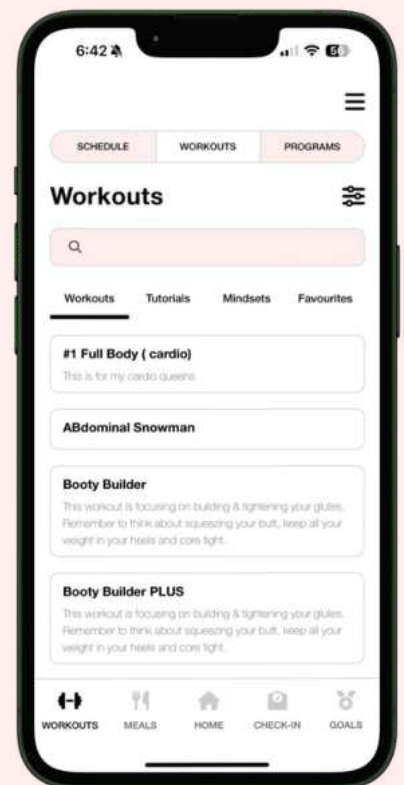 6:42
SCHEDULE WORKOUTS PROGRAMS
Workouts
Workouts Tutorials Mindsets Favourites
#1 Full Body ( cardio)
This is for my cardio queens
ABdominal Snowman
Booty Builder
This workout is focusing on building & tightening your glutes.
Remember to think about squeezing your butt, keep all your
weight in your heels and core tight.
Booty Builder PLUS
This workout is focusing on building & tightening your glutes.
Remember to think about squeezing your butt, keep all your
weight in your heels and core tight.
WORKOUTS MEALS HOME CHECK-IN GOALS